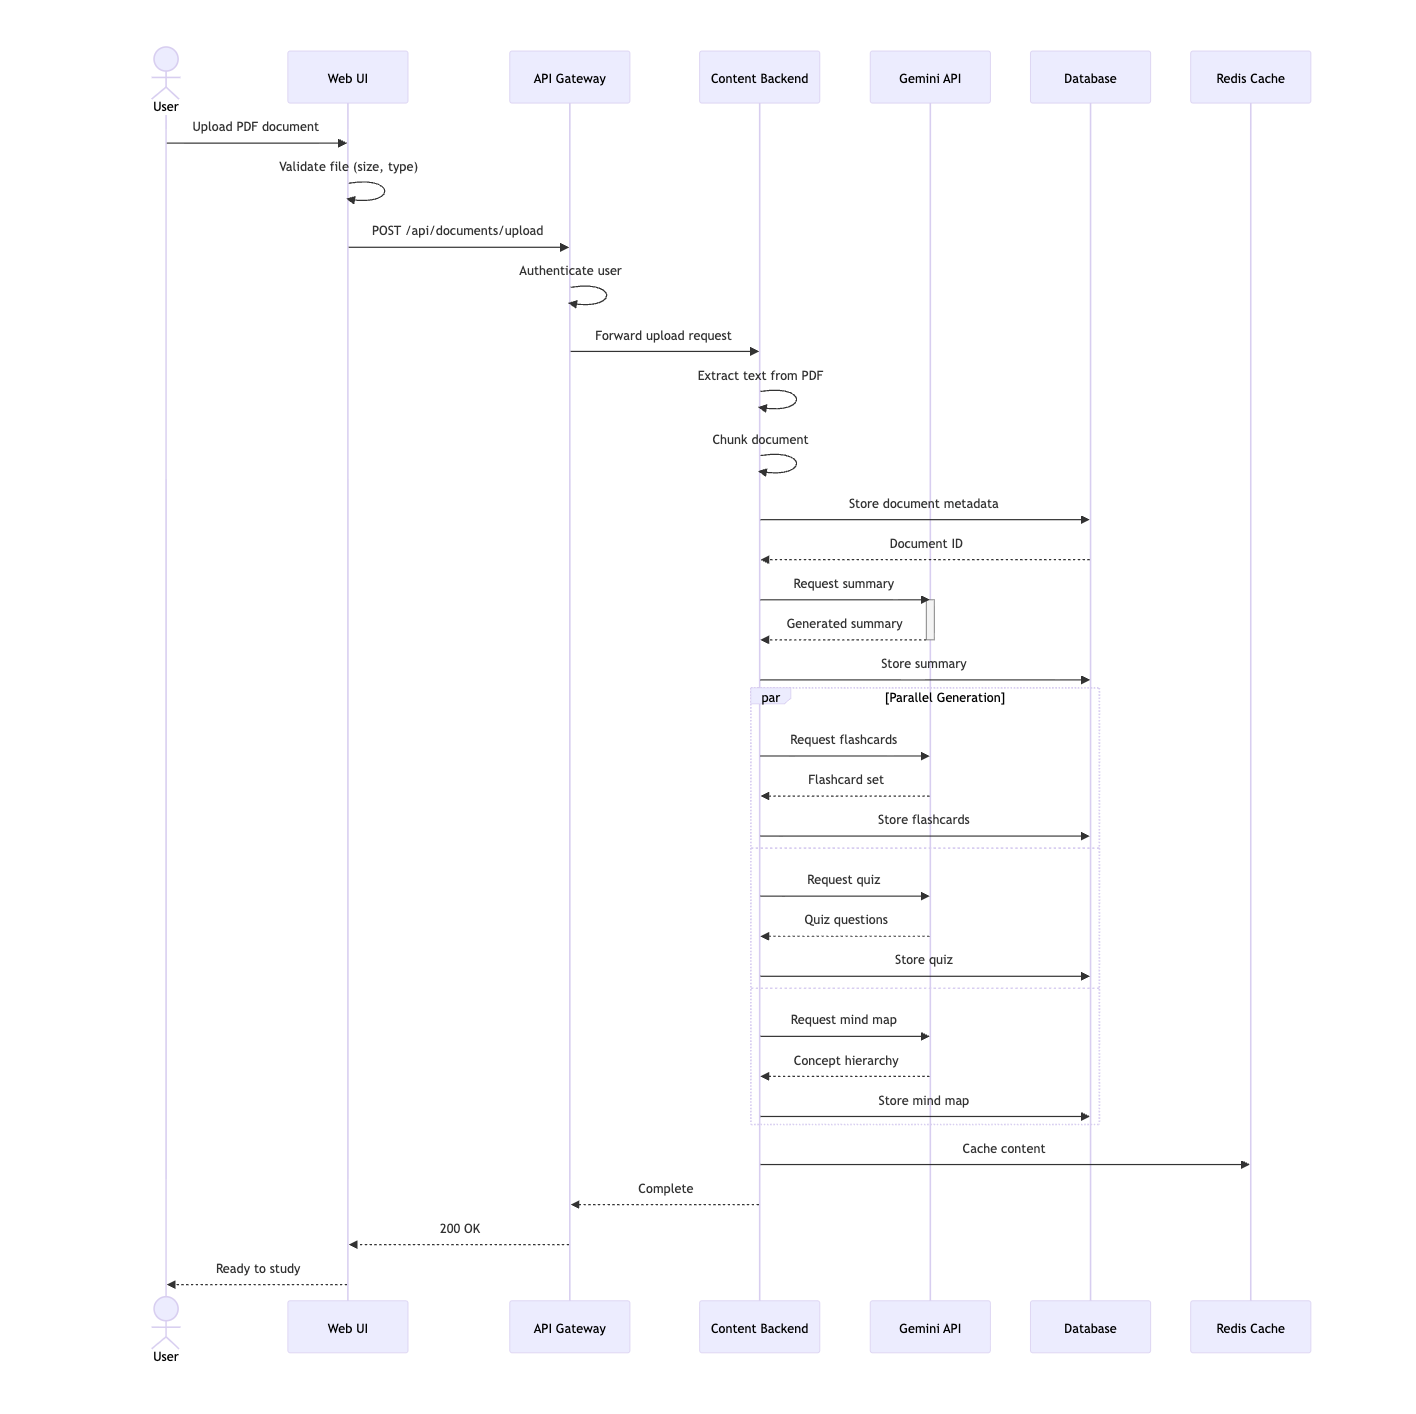 User
Web UI
API Gateway
Content Backend
Gemini API
Database
Redis Cache
Upload PDF document
Validate file (size, type)
POST /api/documents/upload
Authenticate user
Forward upload request
Extract text from PDF
Chunk document
Store document metadata
Document ID
Request summary
Generated summary
Store summary
par
[Parallel Generation]
Request flashcards
Flashcard set
Store flashcards
Request quiz
Quiz questions
Store quiz
Request mind map
Concept hierarchy
Store mind map
Cache content
Complete
200 OK
Ready to study
User
Web UI
API Gateway
Content Backend
Gemini API
Database
Redis Cache